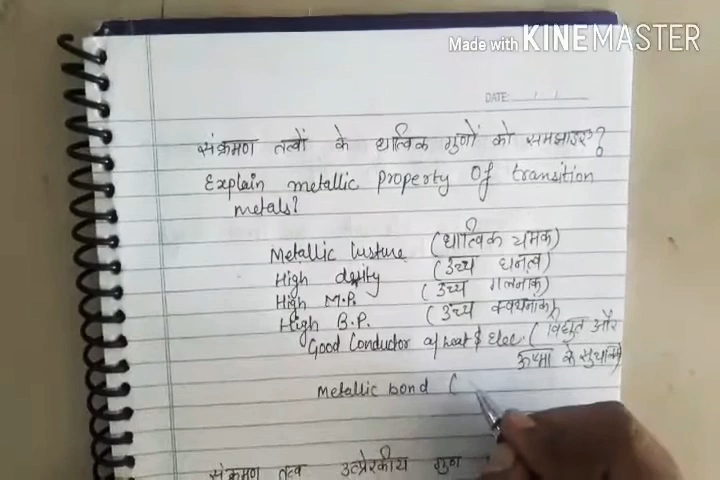 Made with KINEMASTER
DATE: / /
संक्रमण तत्वों के धात्विक गुणों को समझाइए?
Explain metallic property Of transition
metals?
Metallic lusture (धात्विक चमक)
High density (उच्च घनत्व)
High M.P. (उच्च गलनांक)
High B.P. (उच्च क्वथनांक)
Good Conductor of heat & Elec. (विद्युत और
ऊष्मा के सुचालक)
Metallic bond (
संक्रमण तत्व उत्प्रेरकीय गुण